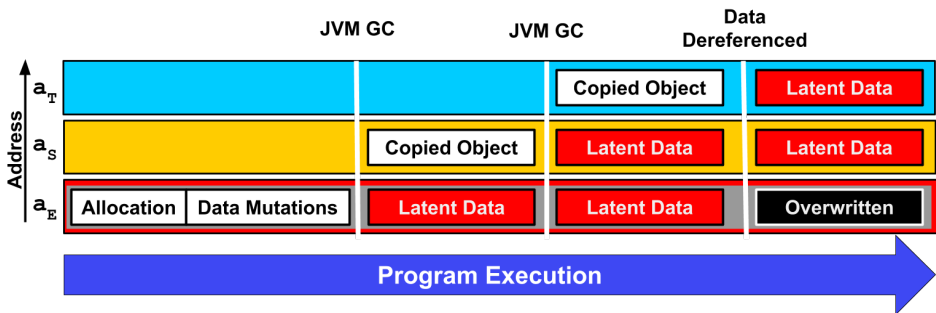 JVM GC
JVM GC
Data
Dereferenced
Address
a_T
Copied Object
Latent Data
a_S
Copied Object
Latent Data
Latent Data
a_E
Allocation
Data Mutations
Latent Data
Latent Data
Overwritten
Program Execution